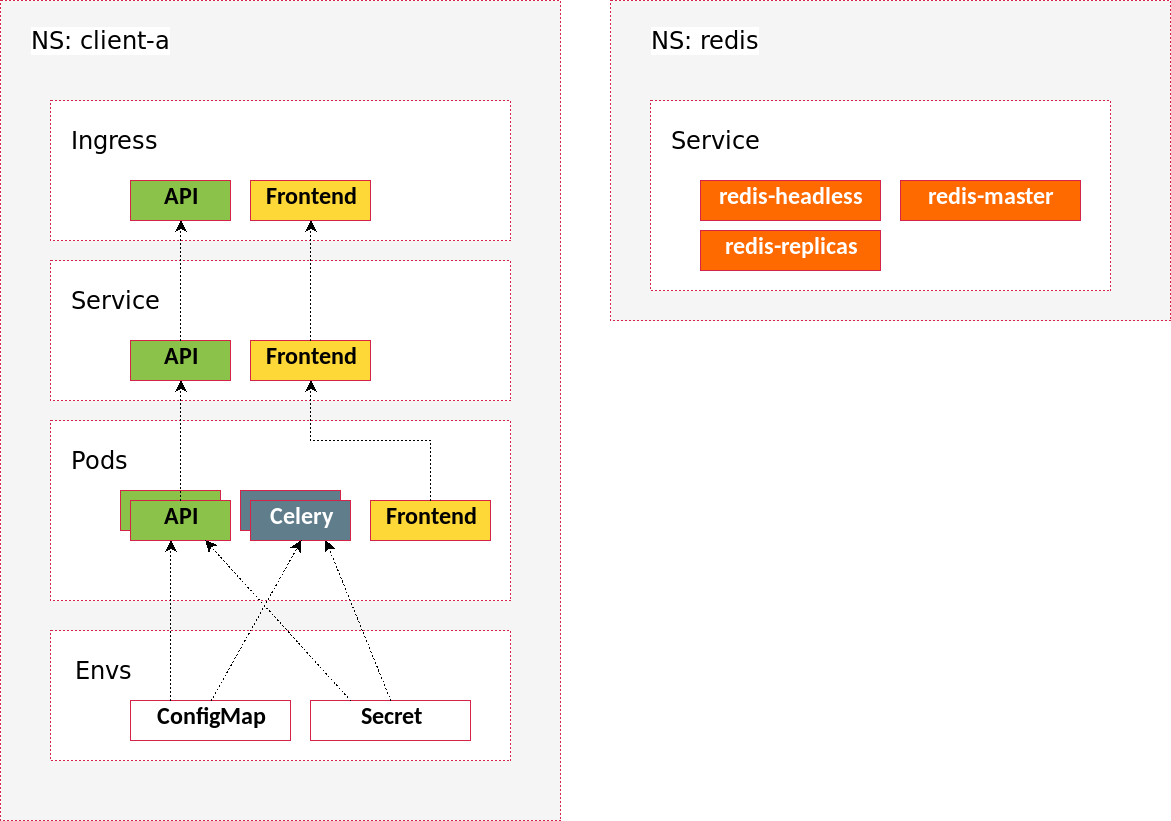 NS: client-a
Ingress
API
Frontend
Service
API
Frontend
Pods
API
Celery
Frontend
Envs
ConfigMap
Secret
NS: redis
Service
redis-headless
redis-master
redis-replicas